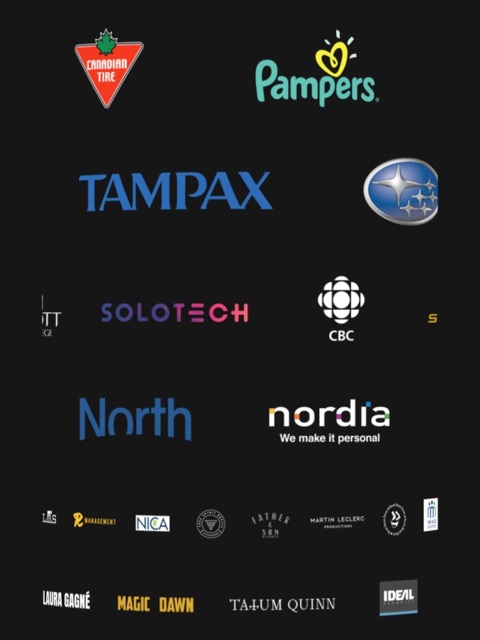 CANADIAN
TIRE
Pampers
TAMPAX
SOLOTECH
CBC
S
North
nordia
We make it personal
R MANAGEMENT
NICA
FATHER
&
SON
MARTIN LECLERC
PRODUCTIONS
LAURA GAGNÉ
MAGIC DAWN
TATUM QUINN
IDEAL